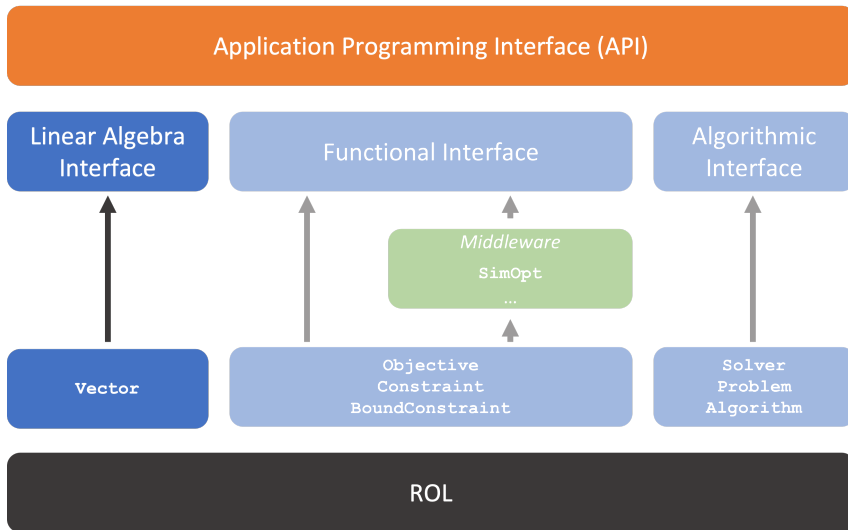 Application Programming Interface (API)
Linear Algebra
Interface
Functional Interface
Algorithmic
Interface
Middleware
SimOpt
...
Vector
Objective
Constraint
BoundConstraint
Solver
Problem
Algorithm
ROL